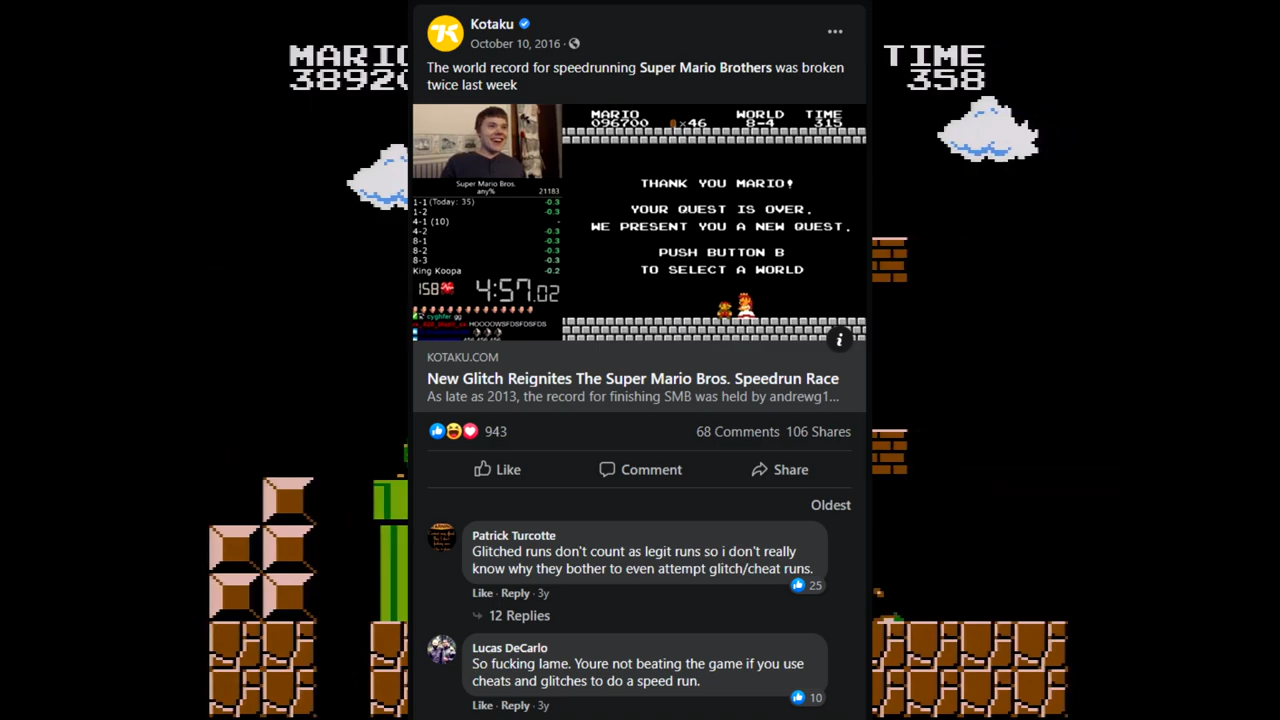 MARIO
38920
TIME
358
Kotaku
October 10, 2016 ·
The world record for speedrunning Super Mario Brothers was broken
twice last week
Super Mario Bros.
any%
21183
1-1 (Today: 35) -0.3
1-2 -0.3
4-1 (10) -
4-2 -0.3
8-1 -0.3
8-2 -0.3
8-3 -0.3
King Koopa -0.2
158
4:57.02
cyghfer gg
HOOOOWSFDSFDSFDS
MARIO WORLD TIME
096700 ×46 8-4 315
THANK YOU MARIO!
YOUR QUEST IS OVER.
WE PRESENT YOU A NEW QUEST.
PUSH BUTTON B
TO SELECT A WORLD
KOTAKU.COM
New Glitch Reignites The Super Mario Bros. Speedrun Race
As late as 2013, the record for finishing SMB was held by andrewg1...
943
68 Comments 106 Shares
Like Comment Share
Oldest
Patrick Turcotte
Glitched runs don't count as legit runs so i don't really
know why they bother to even attempt glitch/cheat runs.
25
Like · Reply · 3y
12 Replies
Lucas DeCarlo
So fucking lame. Youre not beating the game if you use
cheats and glitches to do a speed run.
10
Like · Reply · 3y